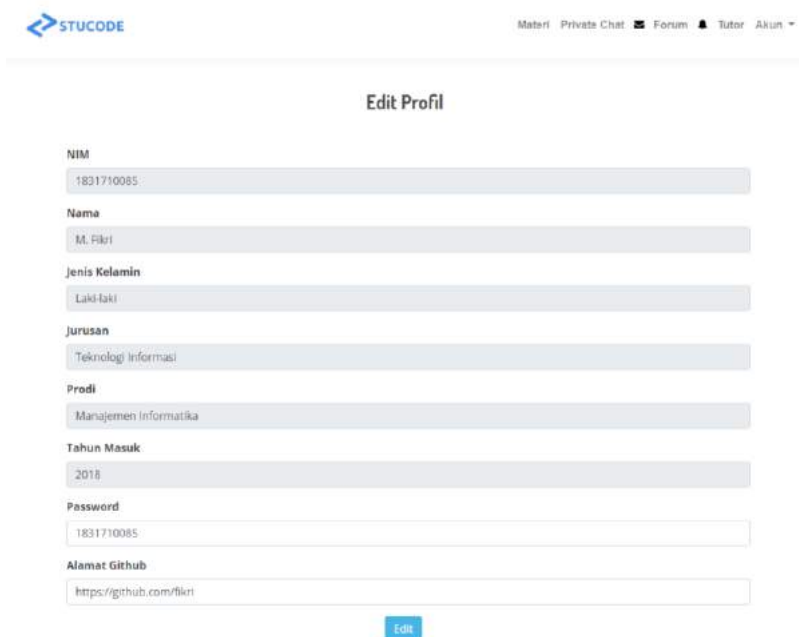 STUCODE
Materi Private Chat Forum Tutor Akun
Edit Profil
NIM
1831710085
Nama
M. Fikri
Jenis Kelamin
Laki-laki
Jurusan
Teknologi Informasi
Prodi
Manajemen Informatika
Tahun Masuk
2018
Password
1831710085
Alamat Github
https://github.com/fikri
Edit